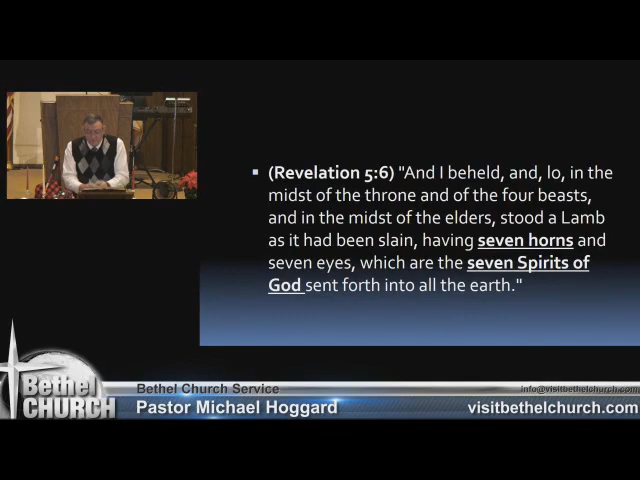 (Revelation 5:6) "And I beheld, and, lo, in the
midst of the throne and of the four beasts,
and in the midst of the elders, stood a Lamb
as it had been slain, having seven horns and
seven eyes, which are the seven Spirits of
God sent forth into all the earth."
Bethel
CHURCH
Bethel Church Service
info@visitbethelchurch.com
Pastor Michael Hoggard
visitbethelchurch.com